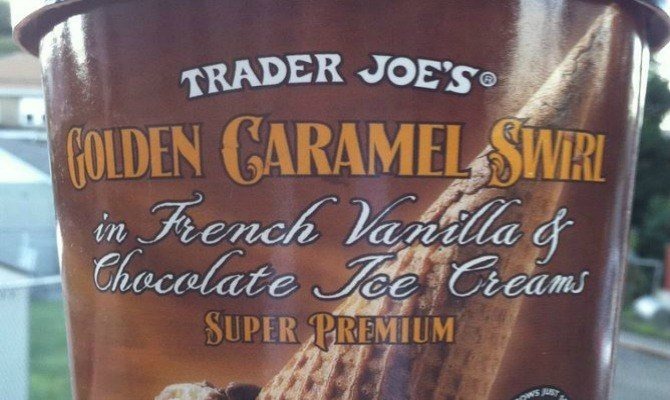 TRADER JOE'S®
GOLDEN CARAMEL SWIRL
in French Vanilla &
Chocolate Ice Creams
SUPER PREMIUM